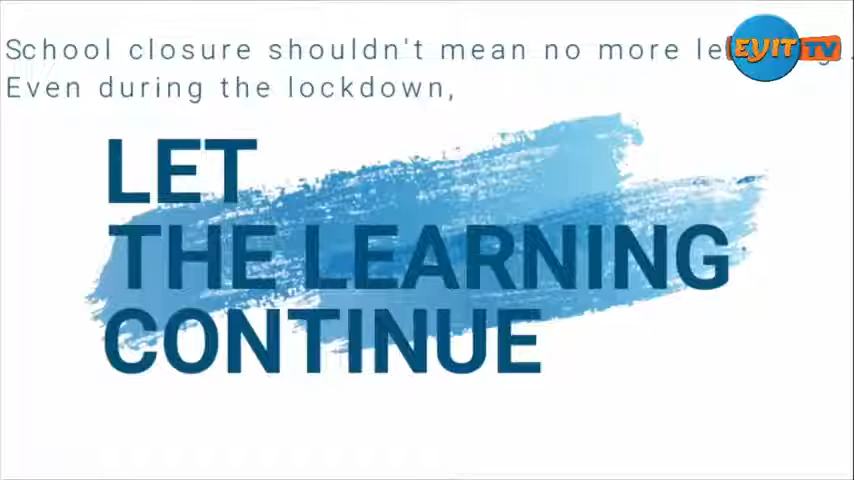 School closure shouldn't mean no more
EYIT TV
Even during the lockdown,
LET
THE LEARNING
CONTINUE